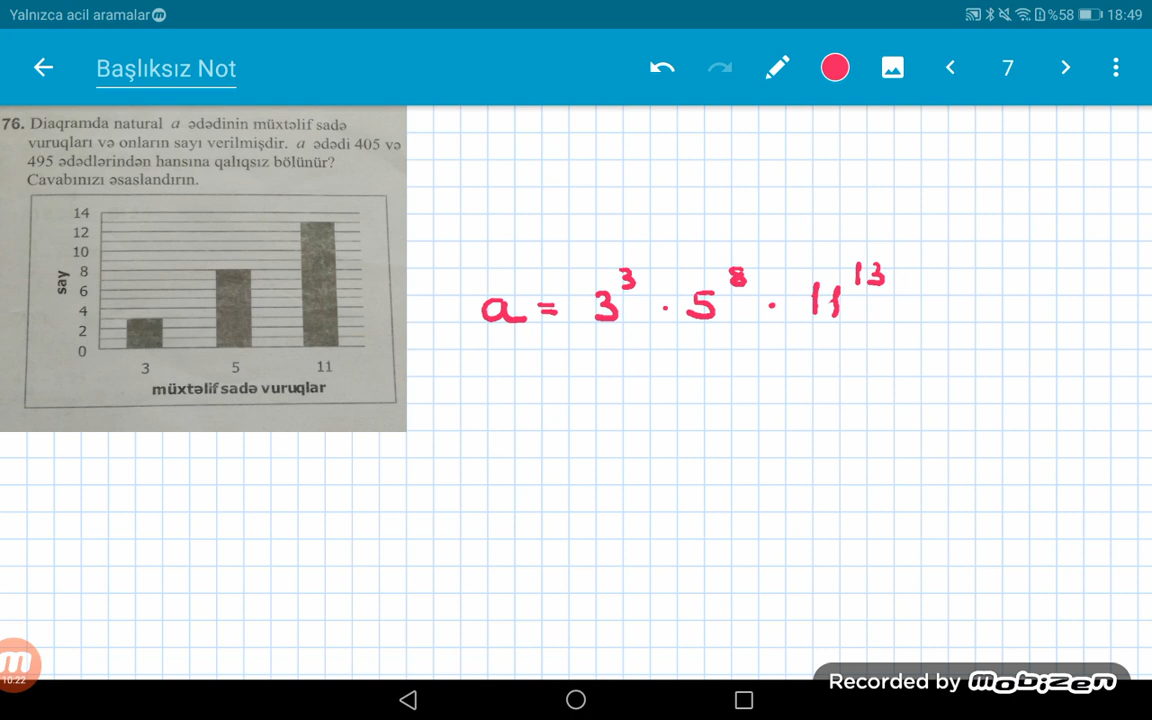 Yalnızca acil aramalar
%58 18:49
Başlıksız Not
7
76. Diaqramda natural a ədədinin müxtəlif sadə
vuruqları və onların sayı verilmişdir. a ədədi 405 və
495 ədədlərindən hansına qalıqsız bölünür?
Cavabınızı əsaslandırın.
14
12
10
8
6
4
2
0
say
3 5 11
müxtəlif sadə vuruqlar
a = 3³ · 5⁸ · 11¹³
10:22
Recorded by mobizen